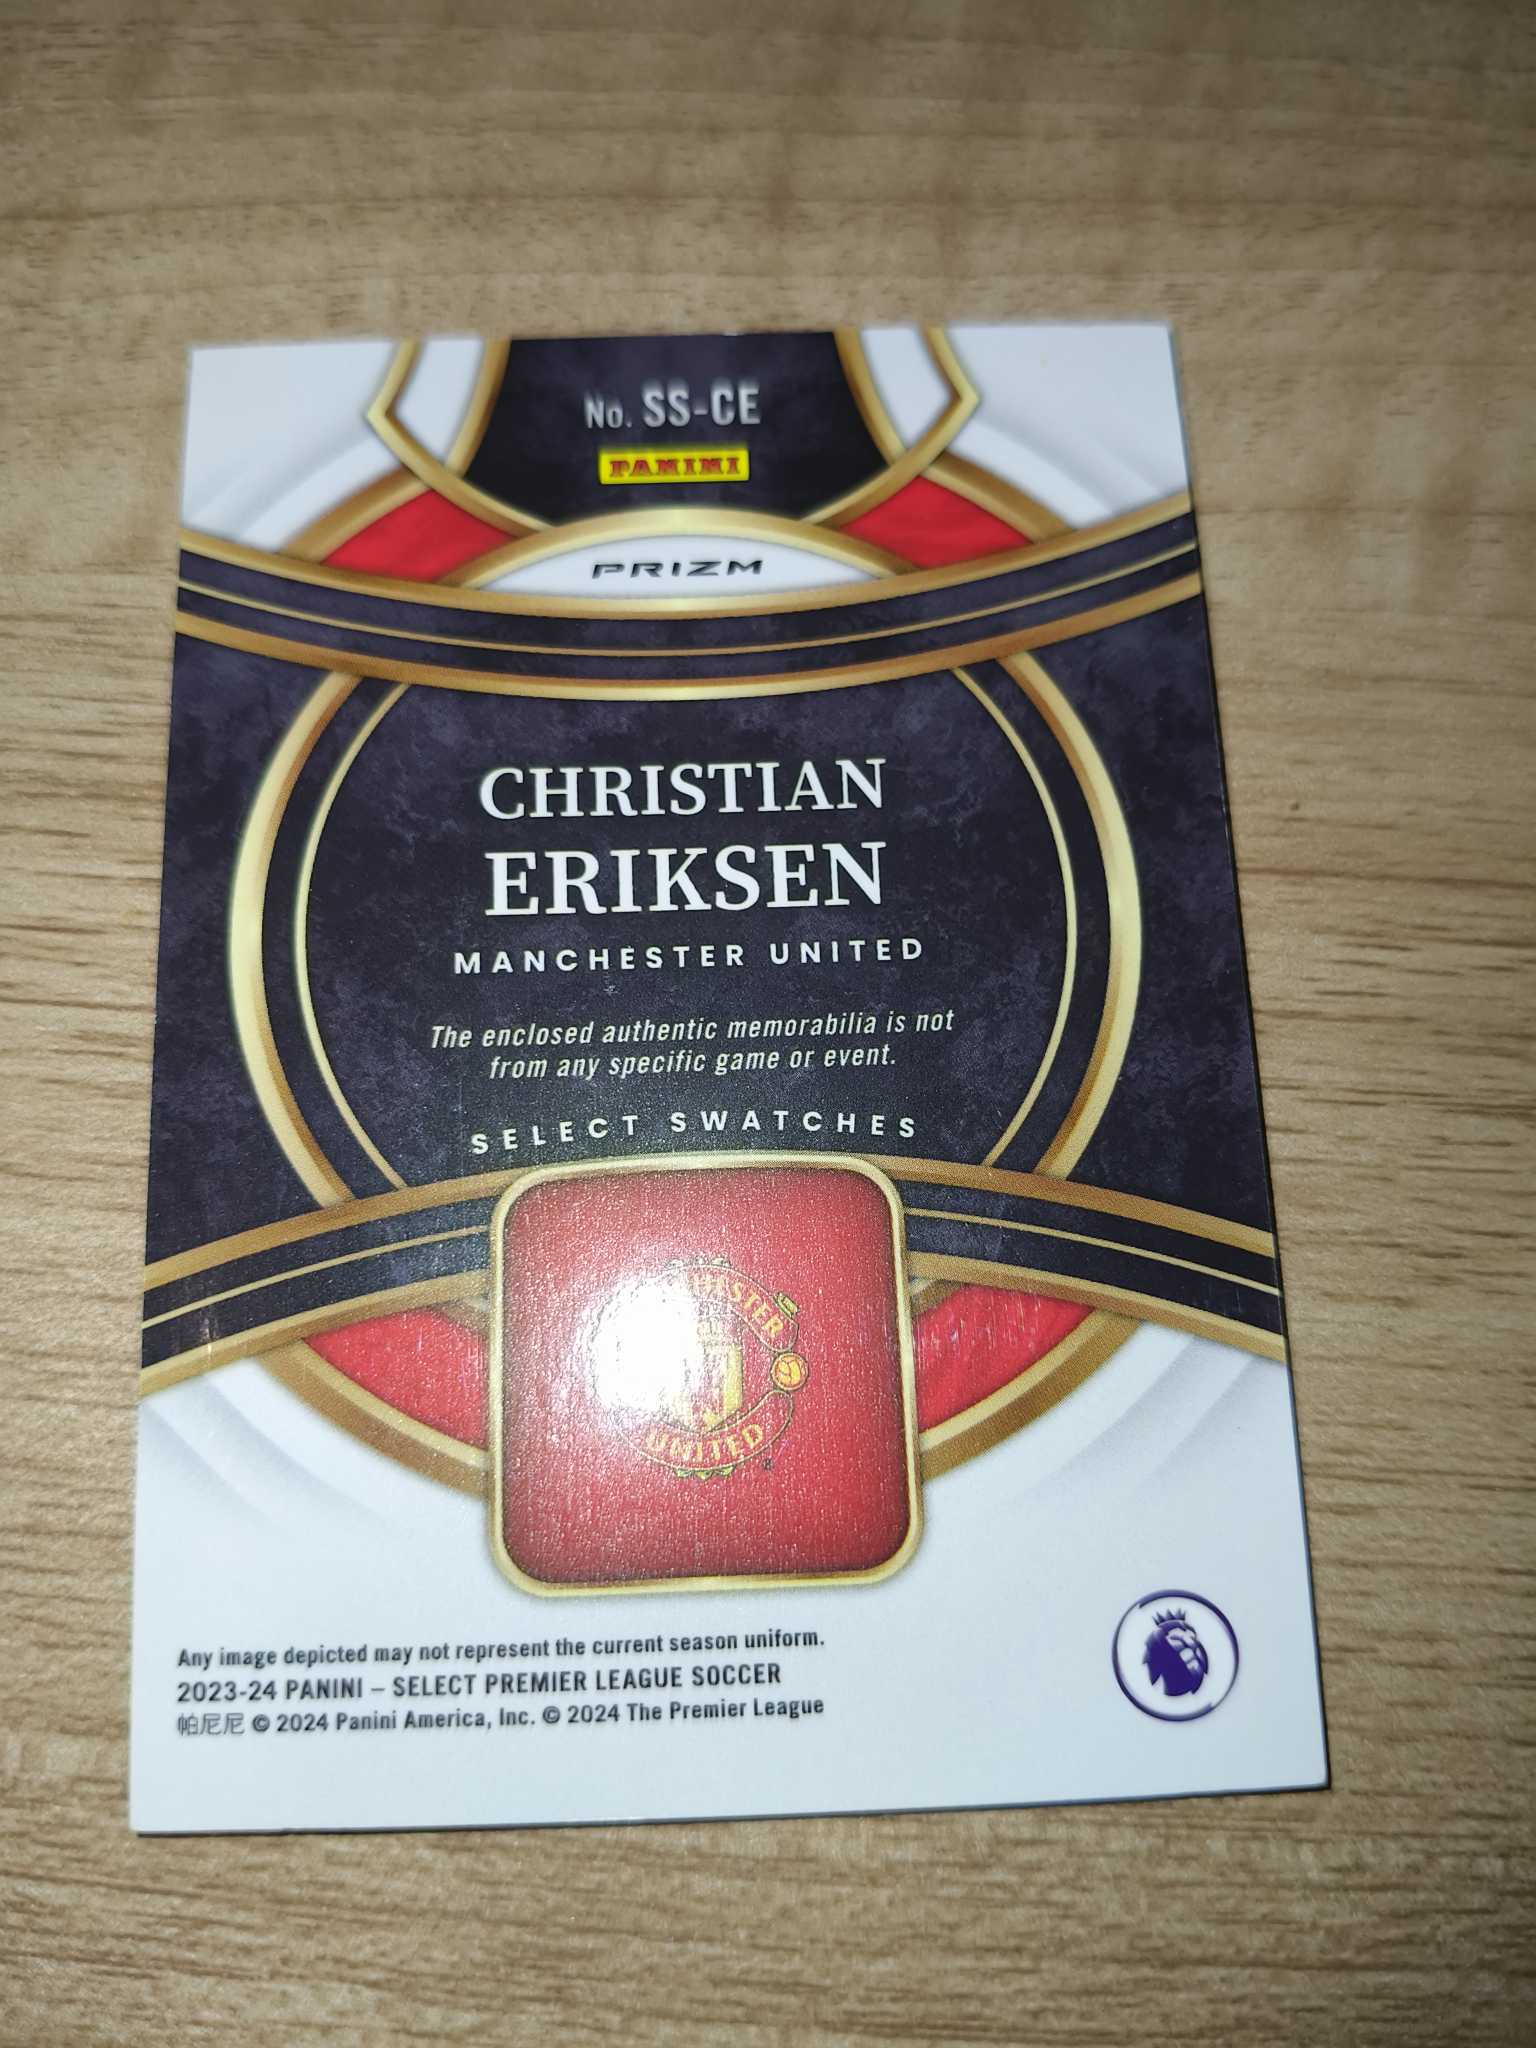 No. SS-CE
PANINI
PRIZM
CHRISTIAN
ERIKSEN
MANCHESTER UNITED
The enclosed authentic memorabilia is not
from any specific game or event.
SELECT SWATCHES
UNITED
Any image depicted may not represent the current season uniform.
2023-24 PANINI – SELECT PREMIER LEAGUE SOCCER
帕尼尼 © 2024 Panini America, Inc. © 2024 The Premier League